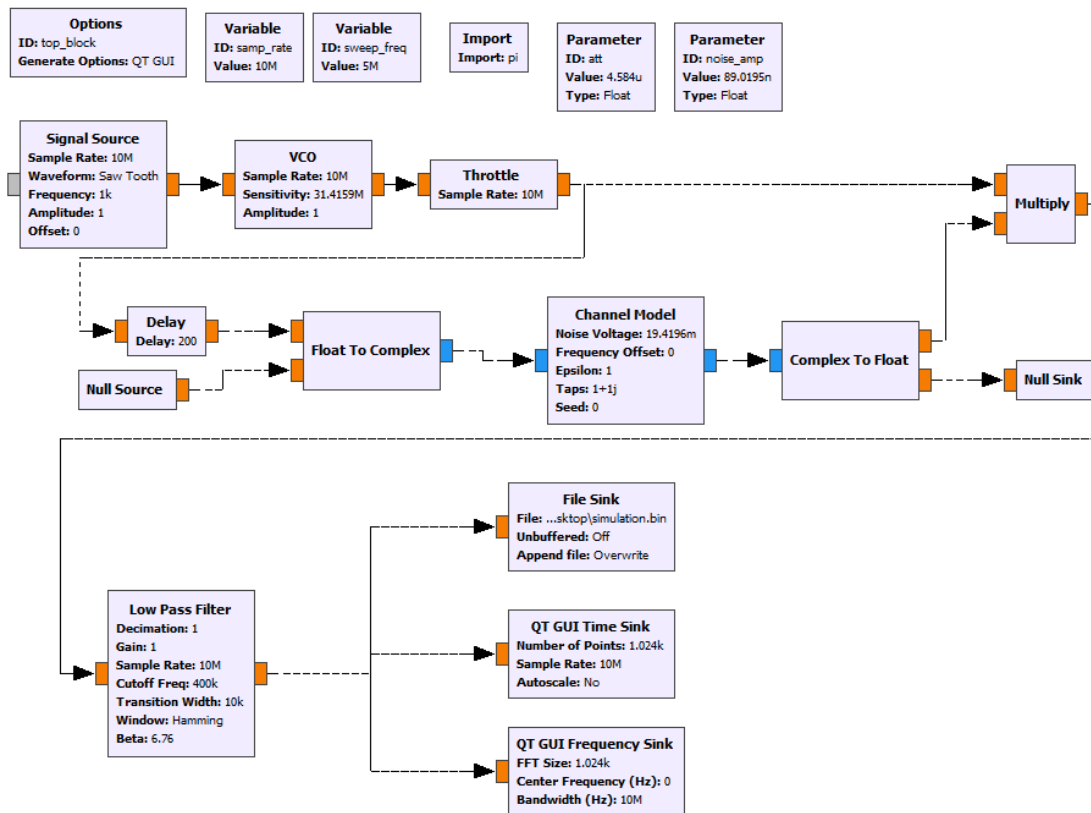 Options
ID: top_block
Generate Options: QT GUI
Variable
ID: samp_rate
Value: 10M
Variable
ID: sweep_freq
Value: 5M
Import
Import: pi
Parameter
ID: att
Value: 4.584u
Type: Float
Parameter
ID: noise_amp
Value: 89.0195n
Type: Float
Signal Source
Sample Rate: 10M
Waveform: Saw Tooth
Frequency: 1k
Amplitude: 1
Offset: 0
VCO
Sample Rate: 10M
Sensitivity: 31.4159M
Amplitude: 1
Throttle
Sample Rate: 10M
Multiply
Delay
Delay: 200
Null Source
Float To Complex
Channel Model
Noise Voltage: 19.4196m
Frequency Offset: 0
Epsilon: 1
Taps: 1+1j
Seed: 0
Complex To Float
Null Sink
File Sink
File: ...sktop\simulation.bin
Unbuffered: Off
Append file: Overwrite
Low Pass Filter
Decimation: 1
Gain: 1
Sample Rate: 10M
Cutoff Freq: 400k
Transition Width: 10k
Window: Hamming
Beta: 6.76
QT GUI Time Sink
Number of Points: 1.024k
Sample Rate: 10M
Autoscale: No
QT GUI Frequency Sink
FFT Size: 1.024k
Center Frequency (Hz): 0
Bandwidth (Hz): 10M